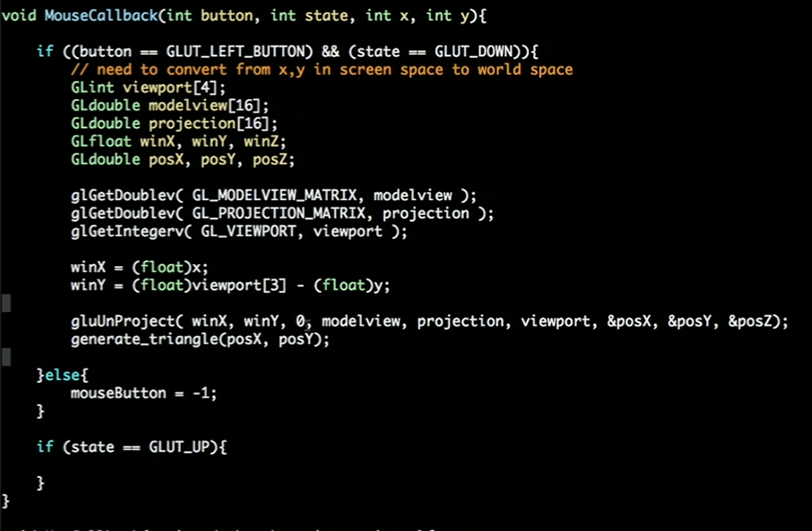 void MouseCallback(int button, int state, int x, int y){
if ((button == GLUT_LEFT_BUTTON) && (state == GLUT_DOWN)){
// need to convert from x,y in screen space to world space
GLint viewport[4];
GLdouble modelview[16];
GLdouble projection[16];
GLfloat winX, winY, winZ;
GLdouble posX, posY, posZ;
glGetDoublev( GL_MODELVIEW_MATRIX, modelview );
glGetDoublev( GL_PROJECTION_MATRIX, projection );
glGetIntegerv( GL_VIEWPORT, viewport );
winX = (float)x;
winY = (float)viewport[3] - (float)y;
gluUnProject( winX, winY, 0, modelview, projection, viewport, &posX, &posY, &posZ);
generate_triangle(posX, posY);
}else{
mouseButton = -1;
}
if (state == GLUT_UP){
}
}